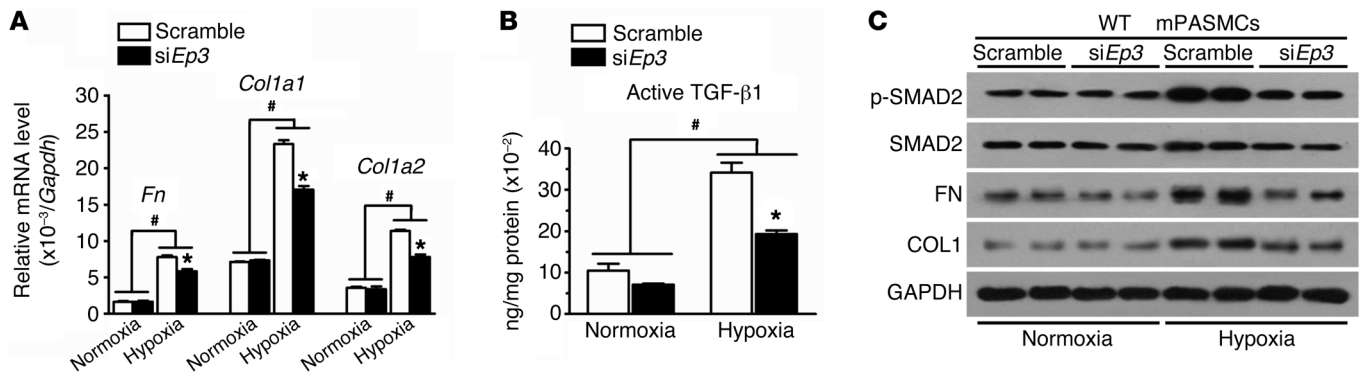 A
Scramble
siEp3
Relative mRNA level
(x10⁻³/Gapdh)
30
25
20
15
10
5
0
Fn
#
*
Col1a1
#
*
Col1a2
#
*
Normoxia
Hypoxia
Normoxia
Hypoxia
Normoxia
Hypoxia
B
Scramble
siEp3
Active TGF-β1
ng/mg protein (x10⁻²)
40
30
20
10
0
#
*
Normoxia
Hypoxia
C
WT mPASMCs
Scramble siEp3 Scramble siEp3
p-SMAD2
SMAD2
FN
COL1
GAPDH
Normoxia Hypoxia